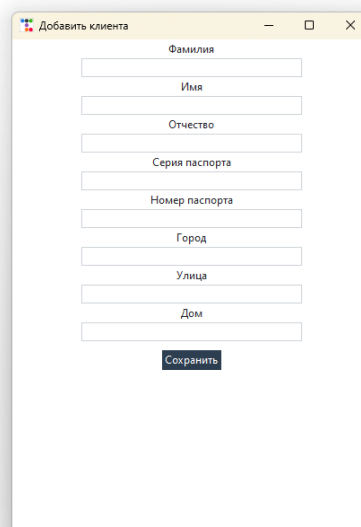 Добавить клиента
Фамилия
Имя
Отчество
Серия паспорта
Номер паспорта
Город
Улица
Дом
Сохранить